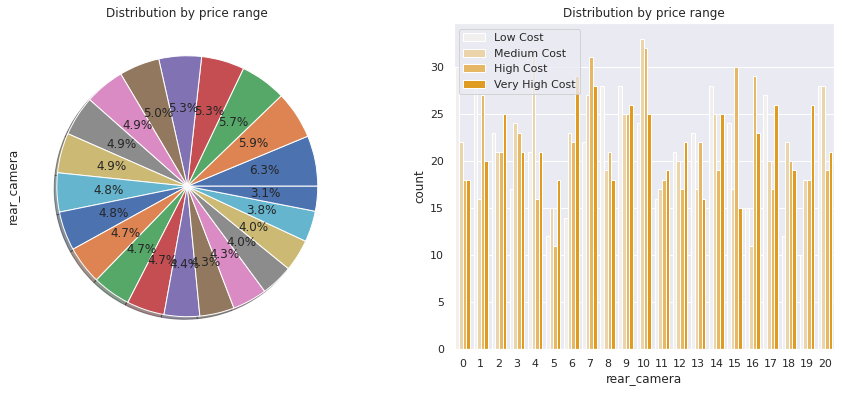 Distribution by price range
rear_camera
6.3%
5.9%
5.7%
5.3%
5.3%
5.0%
4.9%
4.9%
4.9%
4.8%
4.8%
4.7%
4.7%
4.7%
4.4%
4.3%
4.3%
4.0%
4.0%
3.8%
3.1%
Distribution by price range
Low Cost
Medium Cost
High Cost
Very High Cost
count
30
25
20
15
10
5
0
0 1 2 3 4 5 6 7 8 9 10 11 12 13 14 15 16 17 18 19 20
rear_camera